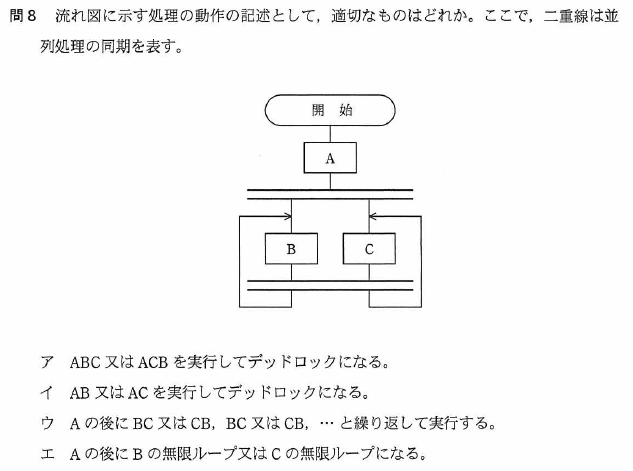 問8 流れ図に示す処理の動作の記述として，適切なものはどれか。ここで，二重線は並
列処理の同期を表す。
開 始
A
B C
ア ABC 又は ACB を実行してデッドロックになる。
イ AB 又は AC を実行してデッドロックになる。
ウ A の後に BC 又は CB，BC 又は CB，… と繰り返して実行する。
エ A の後に B の無限ループ又は C の無限ループになる。